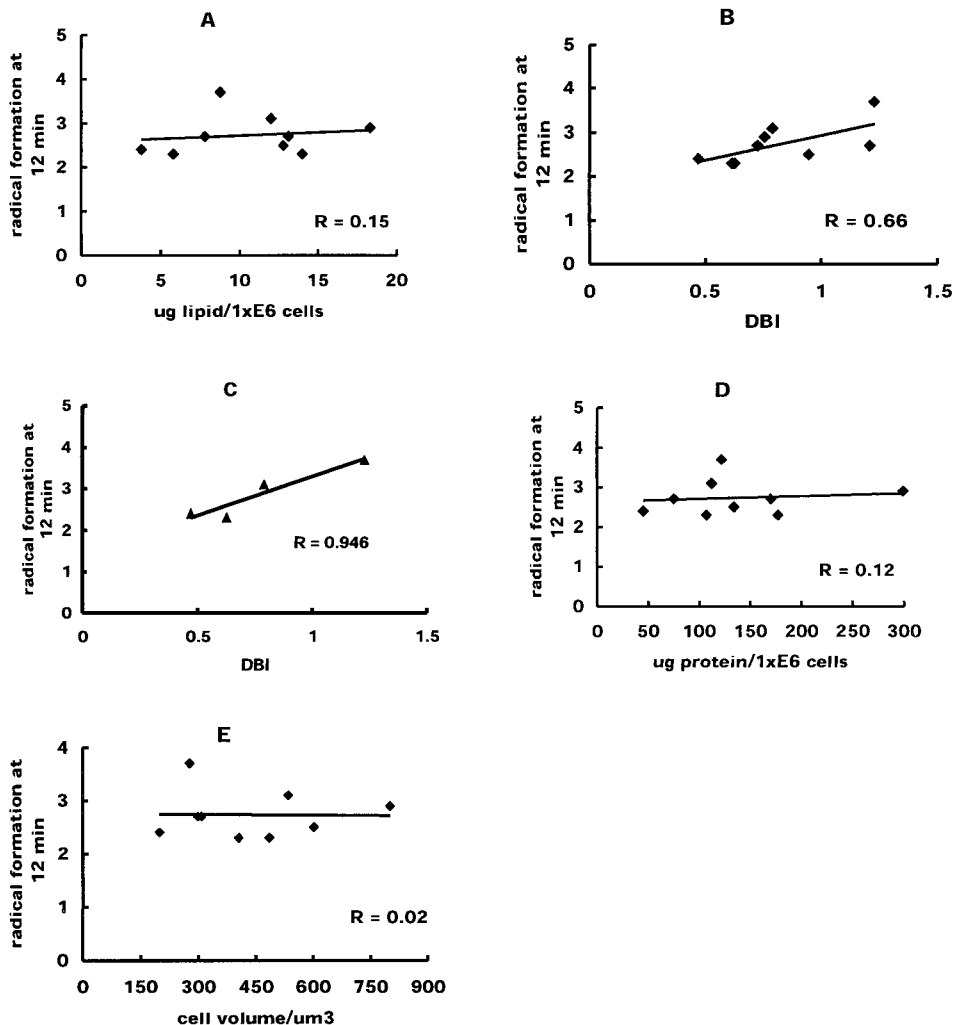 A
radical formation at
12 min
5
4
3
2
1
0
R = 0.15
0 5 10 15 20
ug lipid/1xE6 cells
B
radical formation at
12 min
5
4
3
2
1
0
R = 0.66
0 0.5 1 1.5
DBI
C
radical formation at
12 min
5
4
3
2
1
0
R = 0.946
0 0.5 1 1.5
DBI
D
radical formation at
12 min
5
4
3
2
1
0
R = 0.12
0 50 100 150 200 250 300
ug protein/1xE6 cells
E
radical formation at
12 min
4
3
2
1
0
R = 0.02
0 150 300 450 600 750 900
cell volume/um3